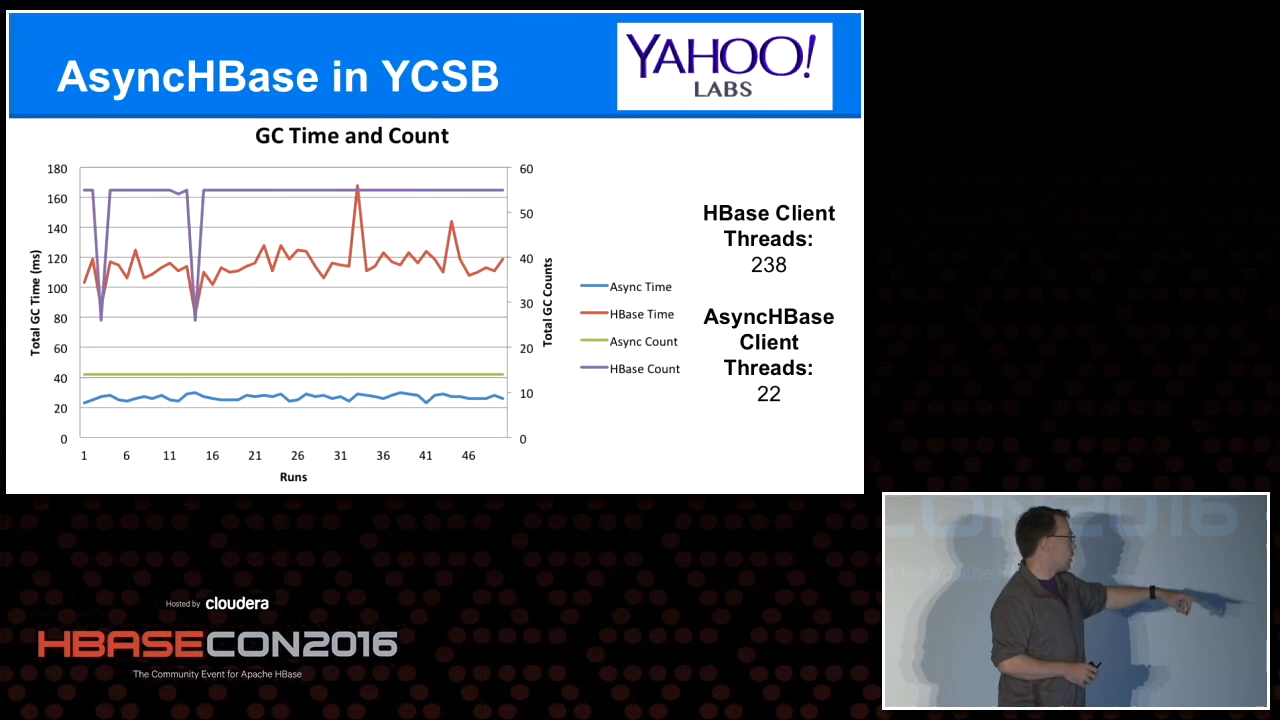 AsyncHBase in YCSB
YAHOO!
LABS
GC Time and Count
180
160
140
120
100
80
60
40
20
0
Total GC Time (ms)
60
50
40
30
20
10
0
Total GC Counts
1 6 11 16 21 26 31 36 41 46
Runs
Async Time
HBase Time
Async Count
HBase Count
HBase Client
Threads:
238
AsyncHBase
Client
Threads:
22
Hosted by cloudera
HBASECON2016
The Community Event for Apache HBase
CON2016
for Apache